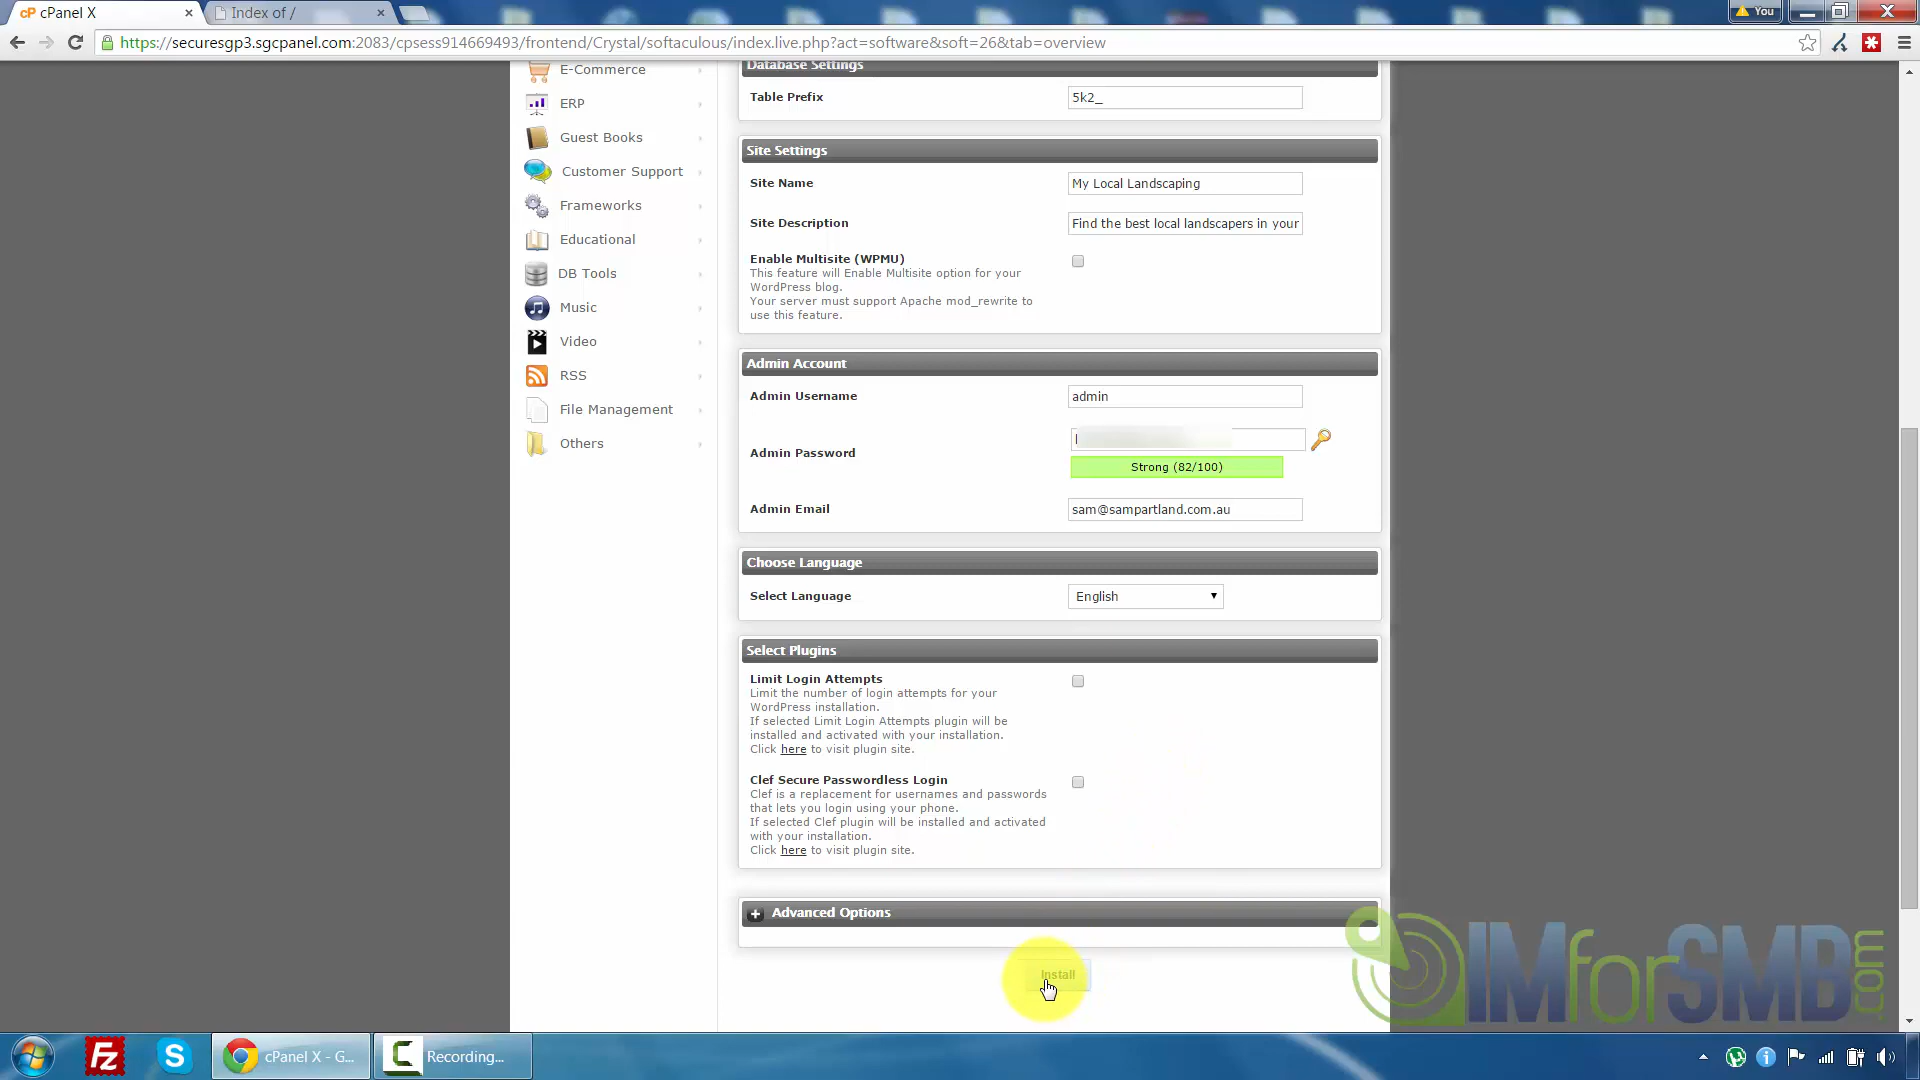 cPanel X
Index of /
You
https://securesgp3.sgcpanel.com:2083/cpsess914669493/frontend/Crystal/softaculous/index.live.php?act=software&soft=26&tab=overview
E-Commerce
ERP
Guest Books
Customer Support
Frameworks
Educational
DB Tools
Music
Video
RSS
File Management
Others
Database Settings
Table Prefix
5k2_
Site Settings
Site Name
My Local Landscaping
Site Description
Find the best local landscapers in your
Enable Multisite (WPMU)
This feature will Enable Multisite option for your
WordPress blog.
Your server must support Apache mod_rewrite to
use this feature.
Admin Account
Admin Username
admin
Admin Password
Strong (82/100)
Admin Email
sam@sampartland.com.au
Choose Language
Select Language
English
Select Plugins
Limit Login Attempts
Limit the number of login attempts for your
WordPress installation.
If selected Limit Login Attempts plugin will be
installed and activated with your installation.
Click here to visit plugin site.
Clef Secure Passwordless Login
Clef is a replacement for usernames and passwords
that lets you login using your phone.
If selected Clef plugin will be installed and activated
with your installation.
Click here to visit plugin site.
Advanced Options
Install
IMforSMB.com
cPanel X - G...
Recording...